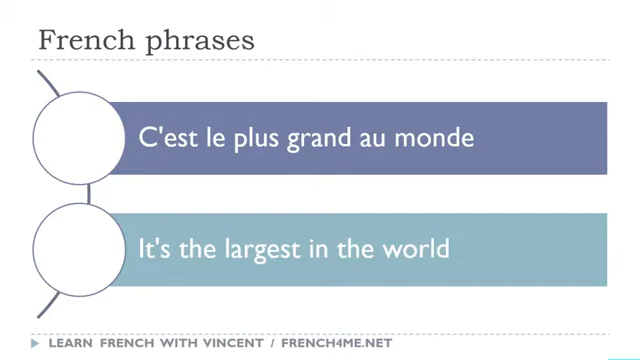 French phrases
C'est le plus grand au monde
It's the largest in the world
LEARN FRENCH WITH VINCENT / FRENCH4ME.NET